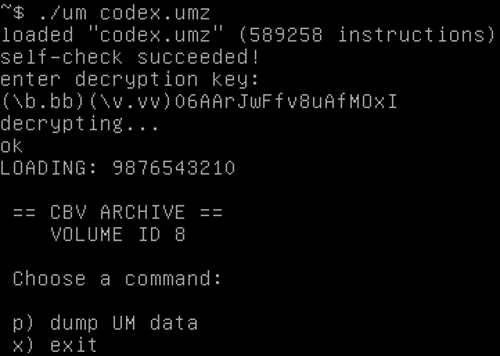 ~$ ./um codex.umz
loaded "codex.umz" (589258 instructions)
self-check succeeded!
enter decryption key:
(\b.bb)(\v.vv)06AArJwFfv8uAfMOxI
decrypting...
ok
LOADING: 9876543210
== CBV ARCHIVE ==
VOLUME ID 8
Choose a command:
p) dump UM data
x) exit